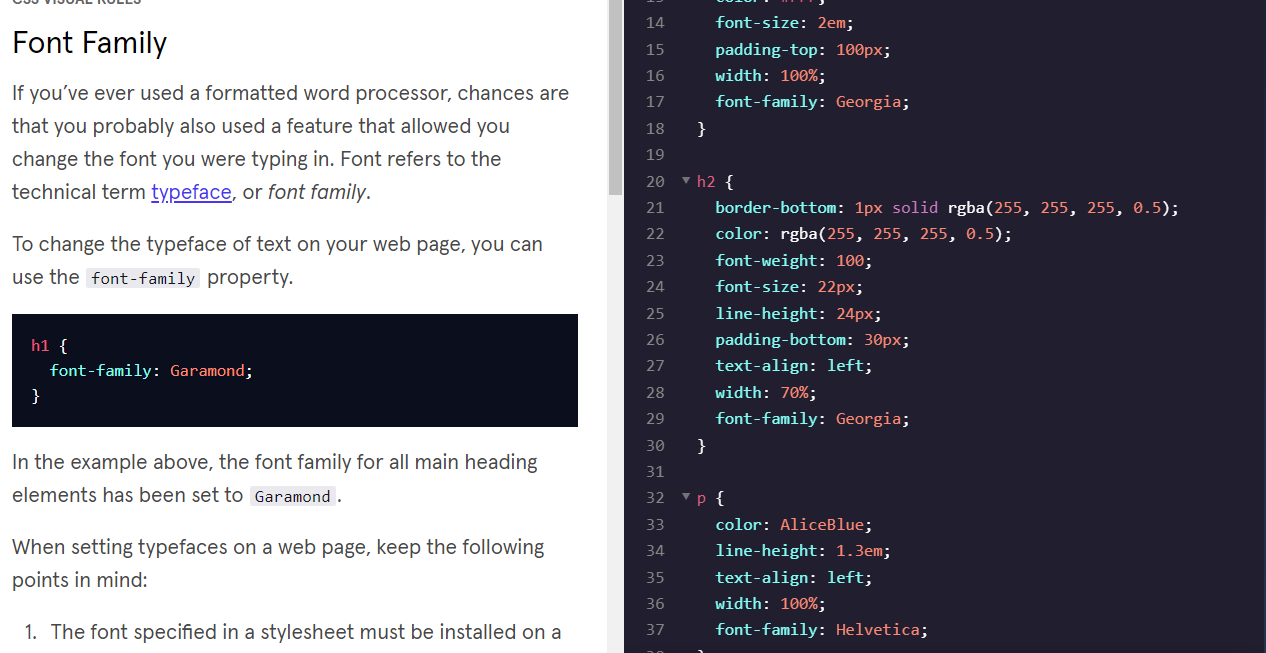 CSS VISUAL RULES
Font Family
If you’ve ever used a formatted word processor, chances are
that you probably also used a feature that allowed you
change the font you were typing in. Font refers to the
technical term typeface, or font family.
To change the typeface of text on your web page, you can
use the font-family property.
h1 {
font-family: Garamond;
}
In the example above, the font family for all main heading
elements has been set to Garamond.
When setting typefaces on a web page, keep the following
points in mind:
1. The font specified in a stylesheet must be installed on a
14 font-size: 2em;
15 padding-top: 100px;
16 width: 100%;
17 font-family: Georgia;
18 }
19
20 h2 {
21 border-bottom: 1px solid rgba(255, 255, 255, 0.5);
22 color: rgba(255, 255, 255, 0.5);
23 font-weight: 100;
24 font-size: 22px;
25 line-height: 24px;
26 padding-bottom: 30px;
27 text-align: left;
28 width: 70%;
29 font-family: Georgia;
30 }
31
32 p {
33 color: AliceBlue;
34 line-height: 1.3em;
35 text-align: left;
36 width: 100%;
37 font-family: Helvetica;